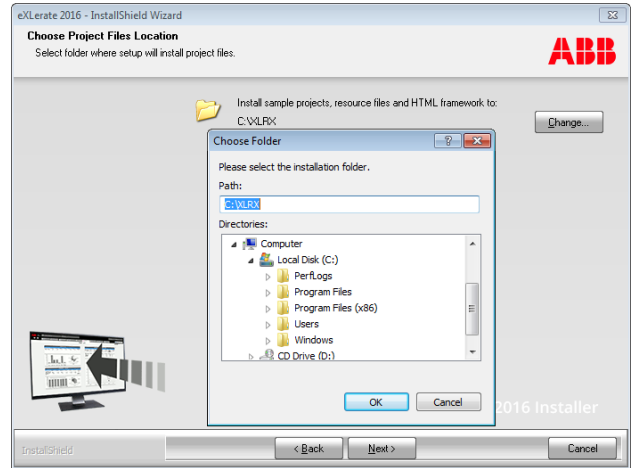 eXLerate 2016 - InstallShield Wizard
Choose Project Files Location
Select folder where setup will install project files.
ABB
Install sample projects, resource files and HTML framework to:
C:\XLRX
Change...
Choose Folder
Please select the installation folder.
Path:
C:\XLRX
Directories:
Computer
Local Disk (C:)
PerfLogs
Program Files
Program Files (x86)
Users
Windows
CD Drive (D:)
OK
Cancel
2016 Installer
InstallShield
< Back
Next >
Cancel